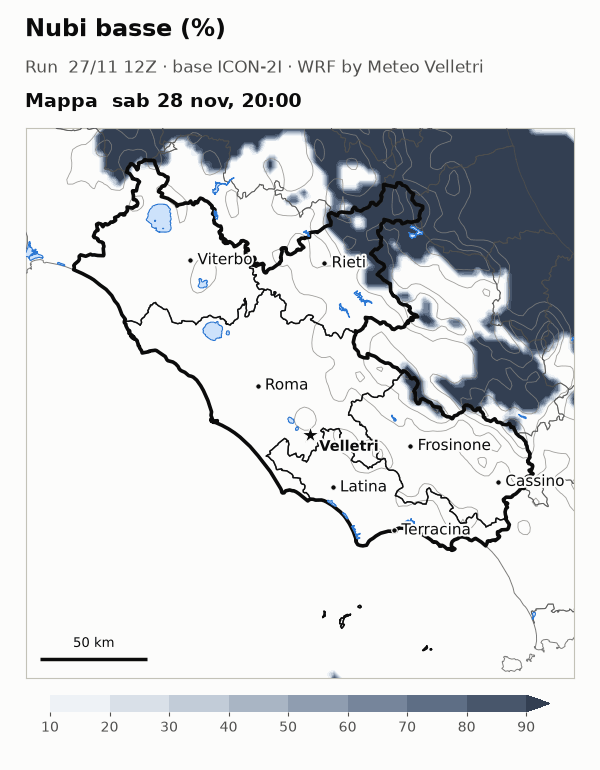 Nubi basse (%)
Run 27/11 12Z · base ICON-2I · WRF by Meteo Velletri
Mappa sab 28 nov, 20:00
Viterbo
Rieti
Roma
Velletri
Frosinone
Latina
Cassino
Terracina
50 km
10 20 30 40 50 60 70 80 90